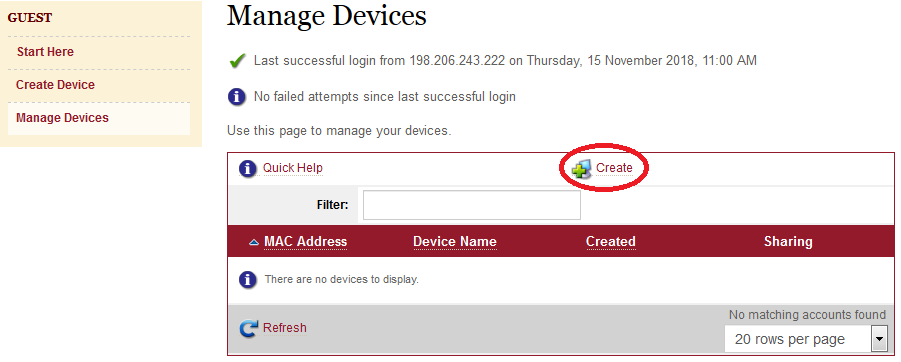 GUEST
Start Here
Create Device
Manage Devices
Manage Devices
Last successful login from 198.206.243.222 on Thursday, 15 November 2018, 11:00 AM
No failed attempts since last successful login
Use this page to manage your devices.
Quick Help Create
Filter:
MAC Address Device Name Created Sharing
There are no devices to display.
Refresh
No matching accounts found
20 rows per page